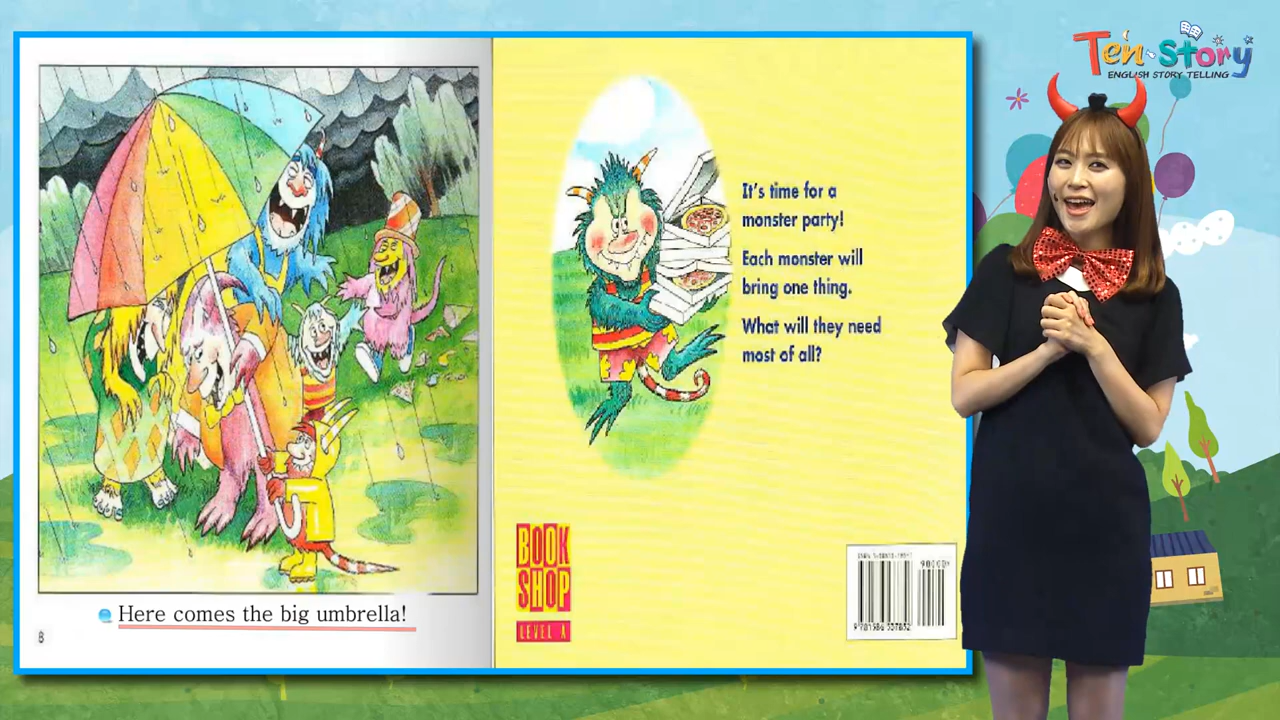 Ten-Story
ENGLISH STORY TELLING
It's time for a
monster party!
Each monster will
bring one thing.
What will they need
most of all?
BOOK
SHOP
LEVEL A
Here comes the big umbrella!
8